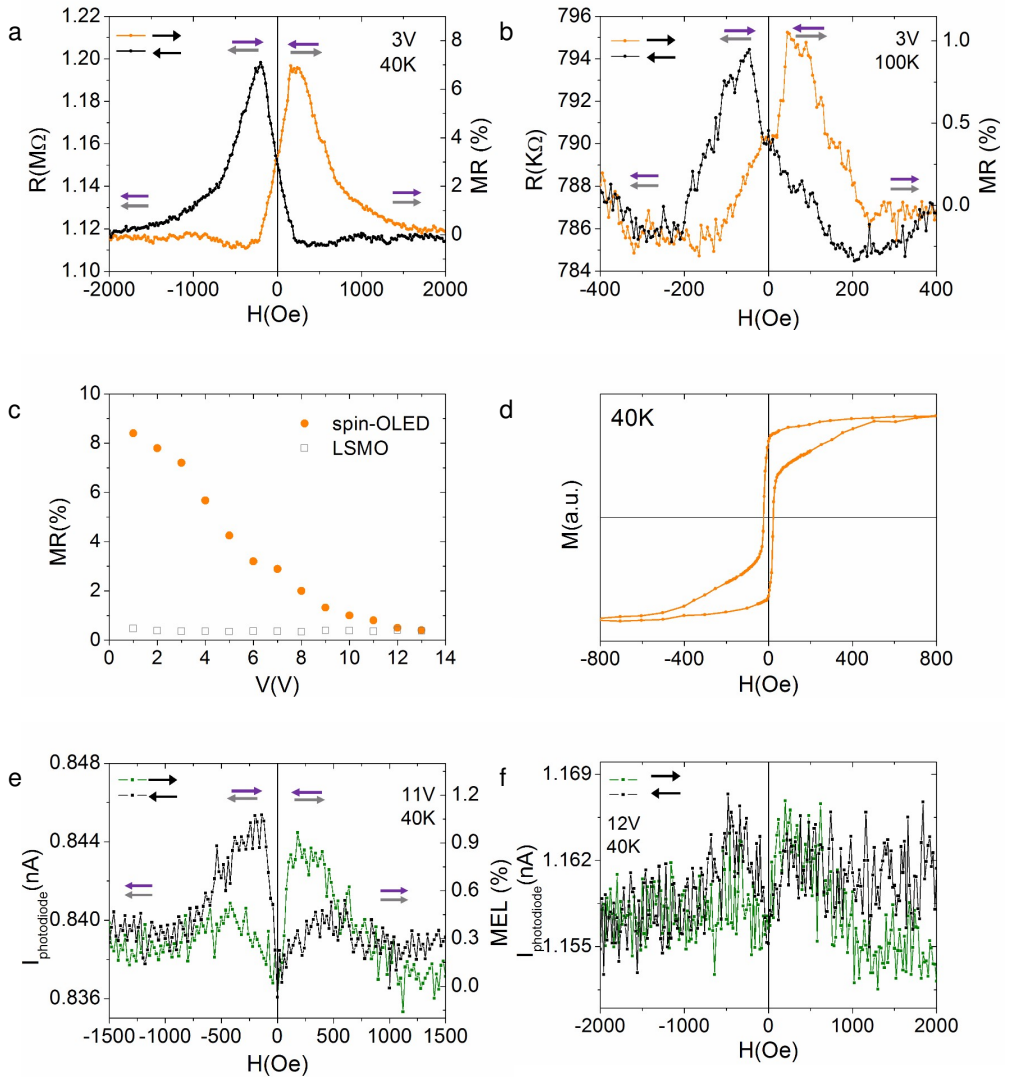 a
1.22
1.20
1.18
1.16
1.14
1.12
1.10
R(MΩ)
3V
40K
8
6
4
2
0
MR (%)
-2000 -1000 0 1000 2000
H(Oe)
b
796
794
792
790
788
786
784
R(KΩ)
3V
100K
1.0
0.5
0.0
MR (%)
-400 -200 0 200 400
H(Oe)
c
10
8
6
4
2
0
MR(%)
spin-OLED
LSMO
0 2 4 6 8 10 12 14
V(V)
d
40K
M(a.u.)
-800 -400 0 400 800
H(Oe)
e
0.848
0.844
0.840
0.836
Iphotodiode(nA)
11V
40K
1.2
0.9
0.6
0.3
0.0
MEL (%)
-1500 -1000 -500 0 500 1000 1500
H(Oe)
f
1.169
1.162
1.155
Iphotodiode(nA)
12V
40K
-2000 -1000 0 1000 2000
H(Oe)